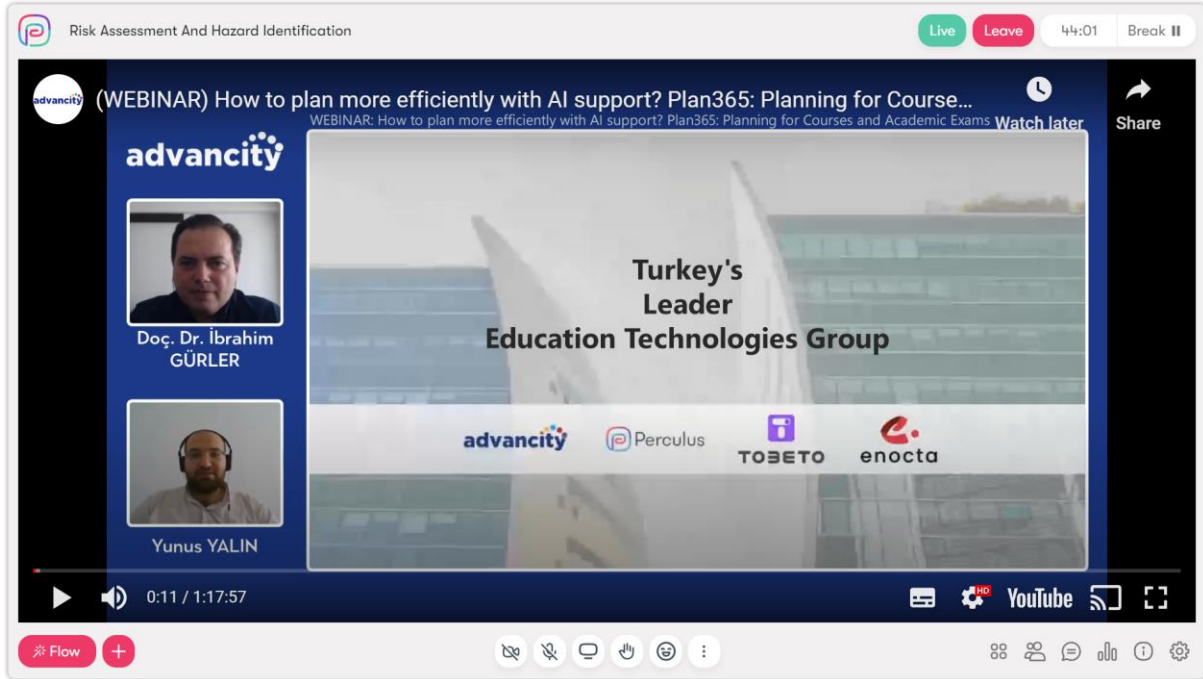 Risk Assessment And Hazard Identification
Live
Leave
44:01
Break
advancity
(WEBINAR) How to plan more efficiently with AI support? Plan365: Planning for Course...
Watch later
Share
WEBINAR: How to plan more efficiently with AI support? Plan365: Planning for Courses and Academic Exams
advancity
Doç. Dr. İbrahim
GÜRLER
Yunus YALIN
Turkey's
Leader
Education Technologies Group
advancity
Perculus
TOBETO
enocta
0:11 / 1:17:57
HD
YouTube
Flow